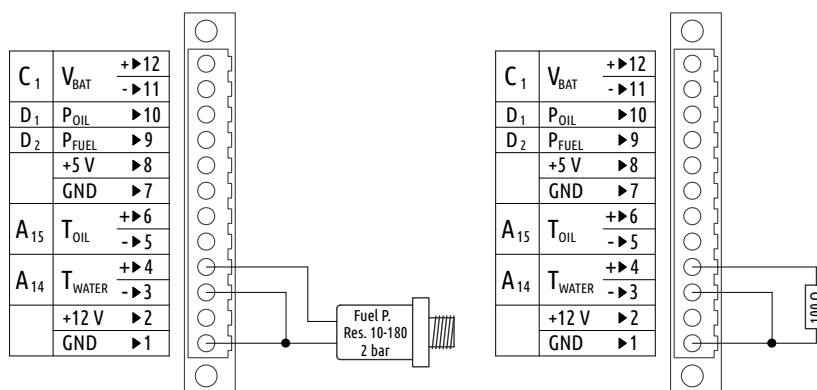 C1 VBAT +▶12
-▶11
D1 POIL ▶10
D2 PFUEL ▶9
+5 V ▶8
GND ▶7
A15 TOIL +▶6
-▶5
A14 TWATER +▶4
-▶3
+12 V ▶2
GND ▶1
Fuel P.
Res. 10-180
2 bar
C1 VBAT +▶12
-▶11
D1 POIL ▶10
D2 PFUEL ▶9
+5 V ▶8
GND ▶7
A15 TOIL +▶6
-▶5
A14 TWATER +▶4
-▶3
+12 V ▶2
GND ▶1
100 Ω